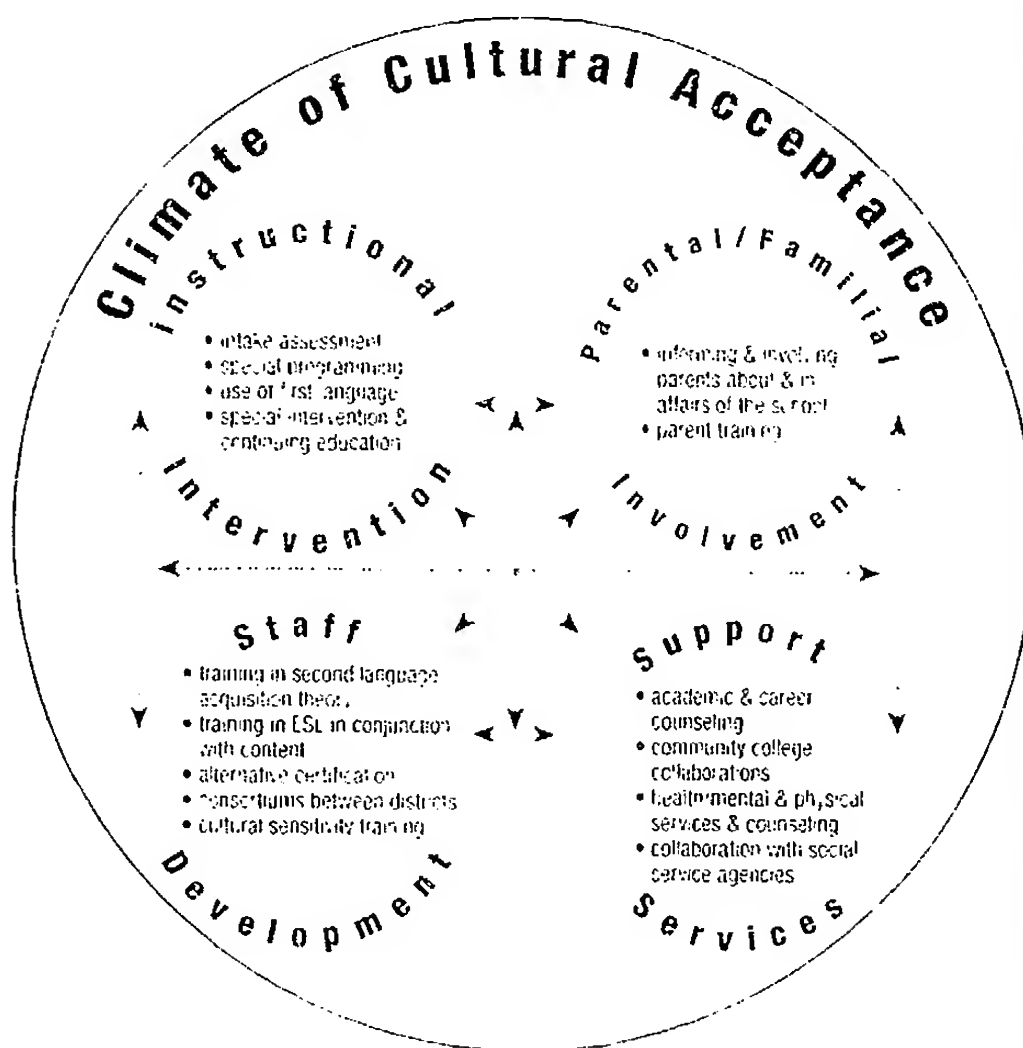 Climate of Cultural Acceptance
Instructional
• intake assessment
• special programming
• use of first language
• special intervention &
continuing education
Intervention
Parental/Familial
• informing & involving
parents about & in
affairs of the school
• parent training
Involvement
Staff
• training in second language
acquisition theory
• training in ESL in conjunction
with content
• alternative certification
• consortiums between districts
• cultural sensitivity training
Development
Support
• academic & career
counseling
• community college
collaborations
• health-mental & physical
services & counseling
• collaboration with social
service agencies
Services